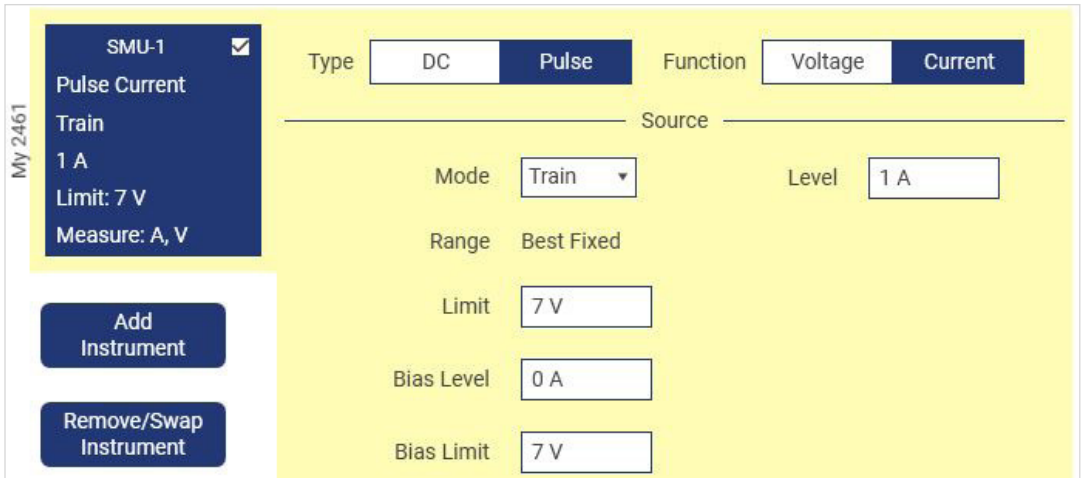 My 2461
SMU-1
Pulse Current
Train
1 A
Limit: 7 V
Measure: A, V
Add
Instrument
Remove/Swap
Instrument
Type DC Pulse Function Voltage Current
Source
Mode Train Level 1 A
Range Best Fixed
Limit 7 V
Bias Level 0 A
Bias Limit 7 V